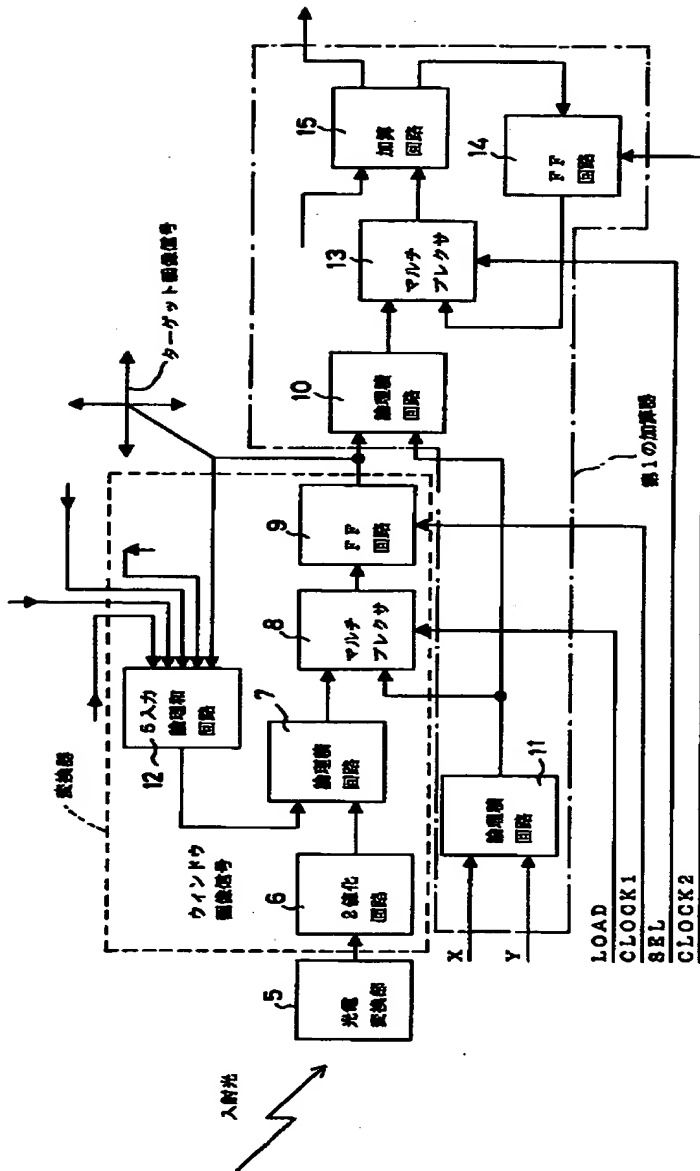 入射光
5
光電
変換部
変換器
ウィンドウ
画像信号
6
2値化
回路
7
論理積
回路
12
5入力
論理和
回路
8
マルチ
プレクサ
9
FF
回路
ターゲット画像信号
10
論理積
回路
11
論理積
回路
X
Y
13
マルチ
プレクサ
14
FF
回路
15
加算
回路
第1の加算器
LOAD
CLOCK1
SEL
CLOCK2